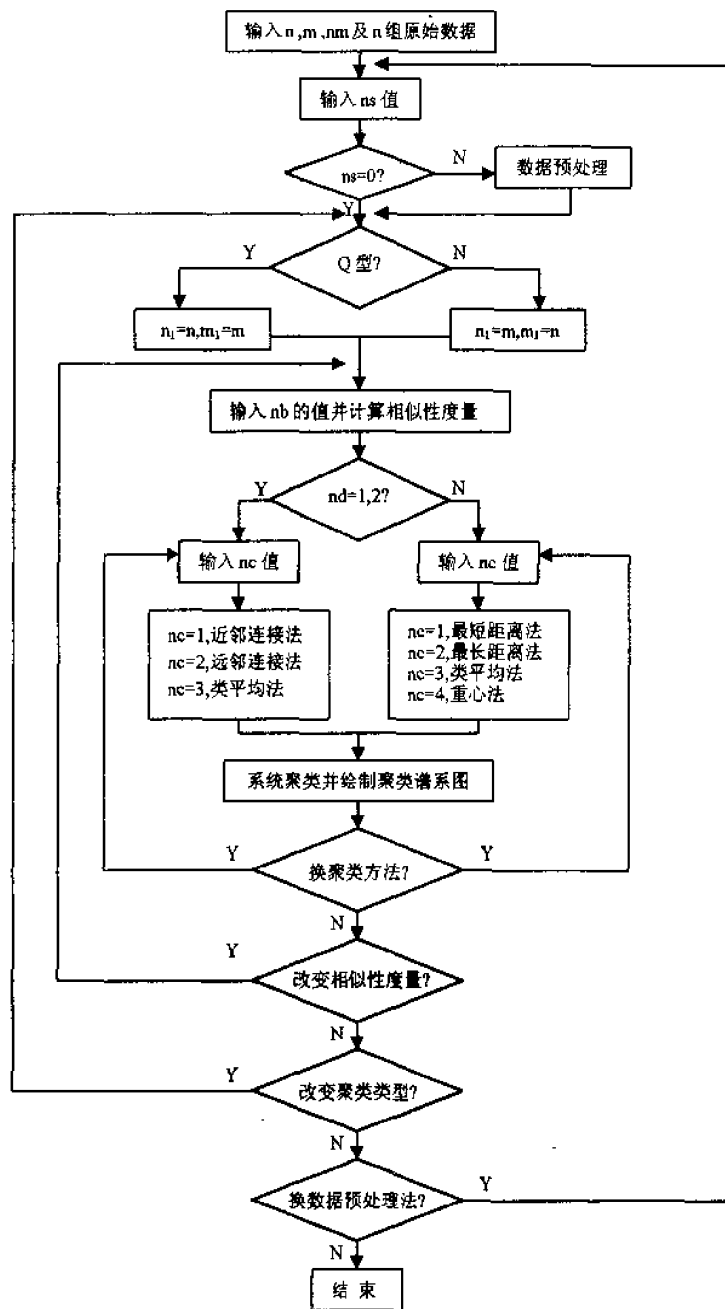 输入n,m,nm及n组原始数据
输入ns值
ns=0?
N
数据预处理
Y
Q型?
Y
N
n₁=n,m₁=m
n₁=m,m₁=n
输入nb的值并计算相似性度量
nd=1,2?
Y
N
输入nc值
输入nc值
nc=1,近邻连接法
nc=2,远邻连接法
nc=3,类平均法
nc=1,最短距离法
nc=2,最长距离法
nc=3,类平均法
nc=4,重心法
系统聚类并绘制聚类谱系图
Y
换聚类方法?
Y
N
Y
改变相似性度量?
N
Y
改变聚类类型?
N
换数据预处理法?
Y
N
结束